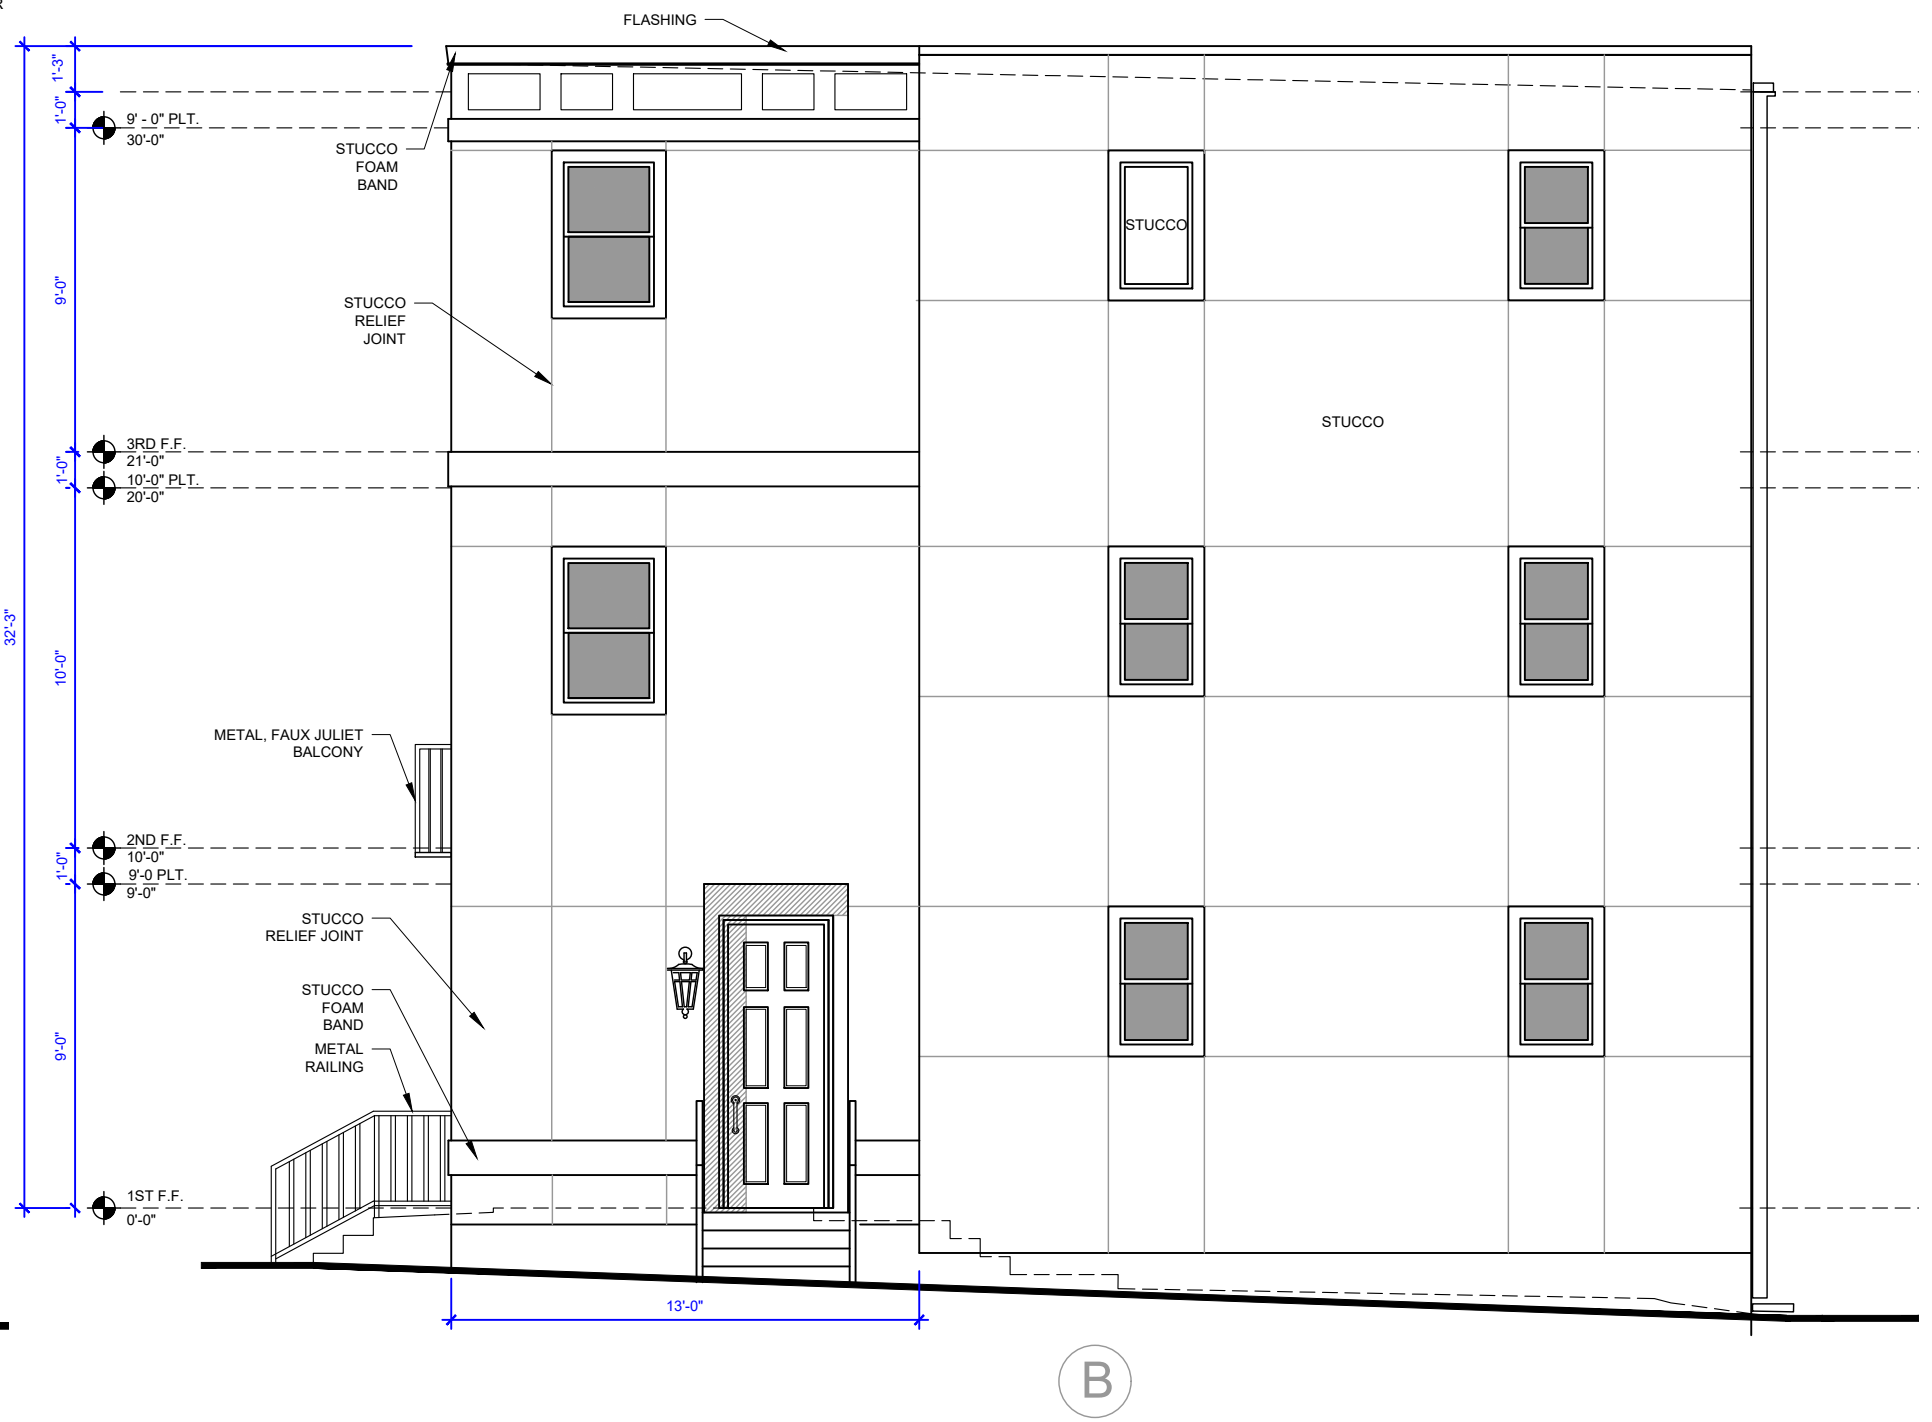 R
FLASHING
1'-3"
1'-0"
9' - 0" PLT.
30'-0"
STUCCO
FOAM
BAND
STUCCO
9'-0"
STUCCO
RELIEF
JOINT
STUCCO
3RD F.F.
21'-0"
1'-0"
10'-0" PLT.
20'-0"
32'-3"
10'-0"
METAL, FAUX JULIET
BALCONY
2ND F.F.
10'-0"
1'-0"
9'-0 PLT.
9'-0"
STUCCO
RELIEF JOINT
STUCCO
FOAM
BAND
9'-0"
METAL
RAILING
1ST F.F.
0'-0"
13'-0"
B